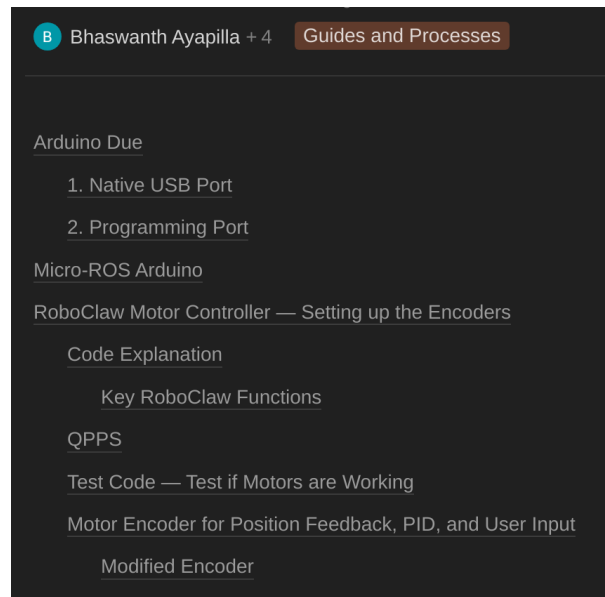 B Bhaswanth Ayapilla + 4 Guides and Processes
Arduino Due
1. Native USB Port
2. Programming Port
Micro-ROS Arduino
RoboClaw Motor Controller — Setting up the Encoders
Code Explanation
Key RoboClaw Functions
QPPS
Test Code — Test if Motors are Working
Motor Encoder for Position Feedback, PID, and User Input
Modified Encoder